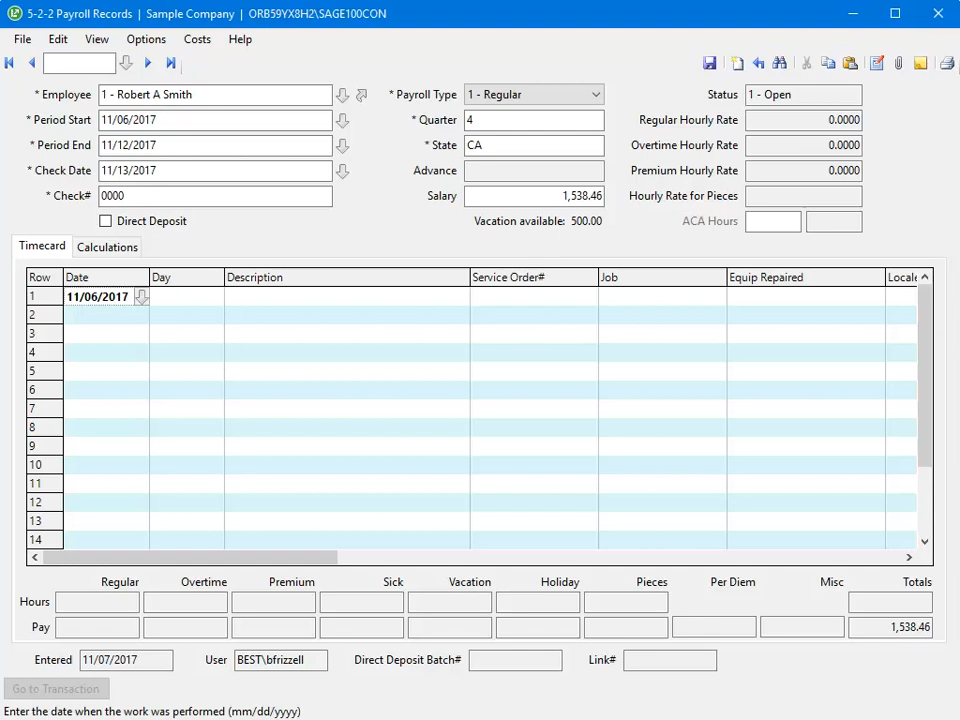 5-2-2 Payroll Records | Sample Company | ORB59YX8H2\SAGE100CON
File Edit View Options Costs Help
* Employee 1 - Robert A Smith * Payroll Type 1 - Regular Status 1 - Open
* Period Start 11/06/2017 * Quarter 4 Regular Hourly Rate 0.0000
* Period End 11/12/2017 * State CA Overtime Hourly Rate 0.0000
* Check Date 11/13/2017 Advance Premium Hourly Rate 0.0000
* Check# 0000 Salary 1,538.46 Hourly Rate for Pieces
Direct Deposit Vacation available: 500.00 ACA Hours
Timecard Calculations
Row Date Day Description Service Order# Job Equip Repaired Locale
1 11/06/2017
2
3
4
5
6
7
8
9
10
11
12
13
14
Regular Overtime Premium Sick Vacation Holiday Pieces Per Diem Misc Totals
Hours
Pay 1,538.46
Entered 11/07/2017 User BEST\bfrizzell Direct Deposit Batch# Link#
Go to Transaction
Enter the date when the work was performed (mm/dd/yyyy)